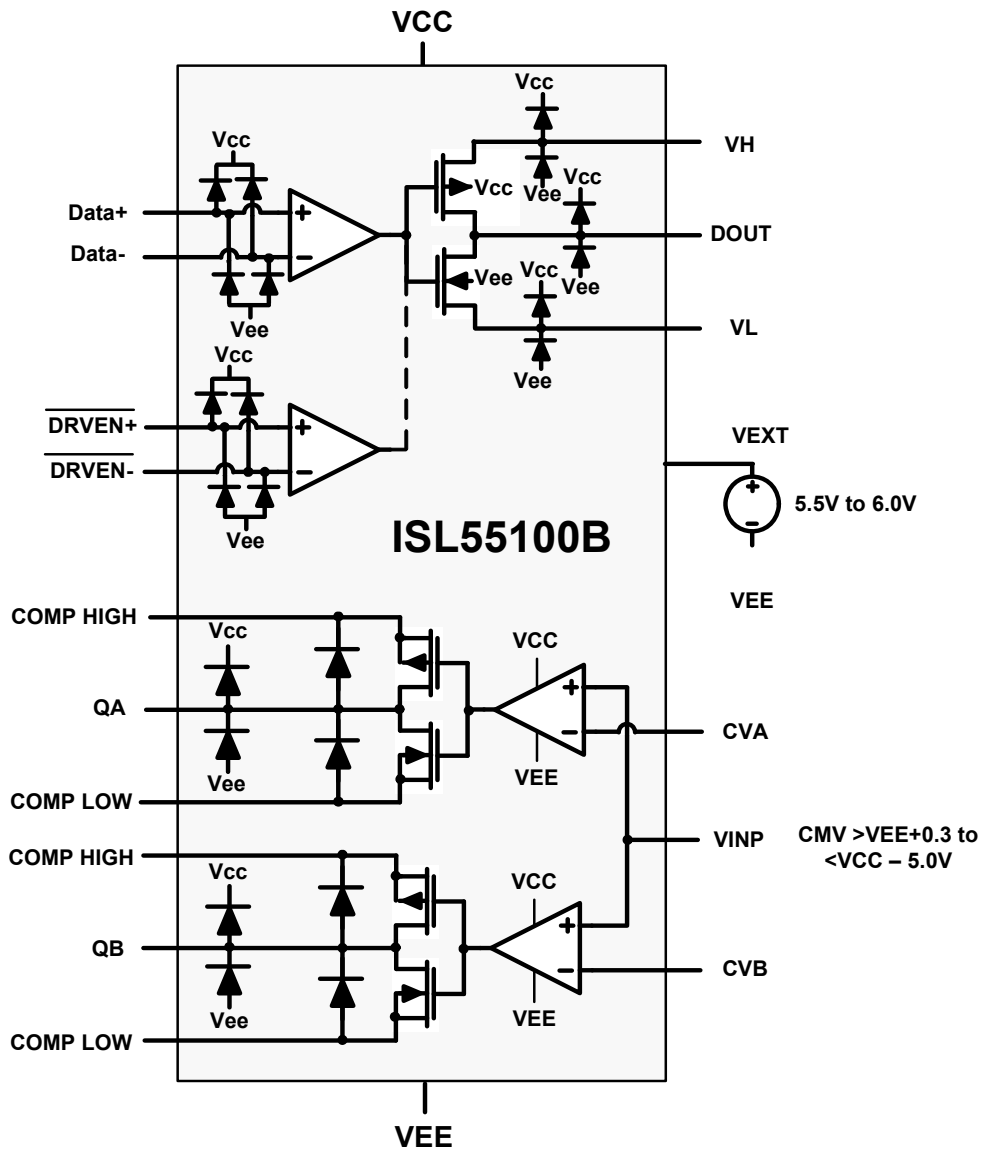 VCC
Vcc
Vcc
VH
Vcc
Vee
Vcc
Data+
DOUT
Data-
Vee
Vcc
Vee
Vee
VL
Vcc
Vee
DRVEN+
VEXT
DRVEN-
5.5V to 6.0V
Vee
ISL55100B
VEE
COMP HIGH
Vcc
VCC
QA
CVA
Vee
VEE
COMP LOW
VINP
CMV >VEE+0.3 to
<VCC – 5.0V
COMP HIGH
Vcc
VCC
QB
CVB
Vee
VEE
COMP LOW
VEE